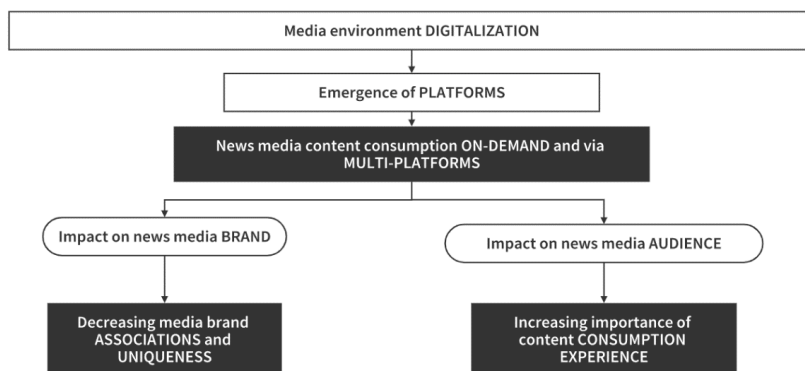 Media environment DIGITALIZATION
Emergence of PLATFORMS
News media content consumption ON-DEMAND and via
MULTI-PLATFORMS
Impact on news media BRAND
Impact on news media AUDIENCE
Decreasing media brand
ASSOCIATIONS and
UNIQUENESS
Increasing importance of
content CONSUMPTION
EXPERIENCE